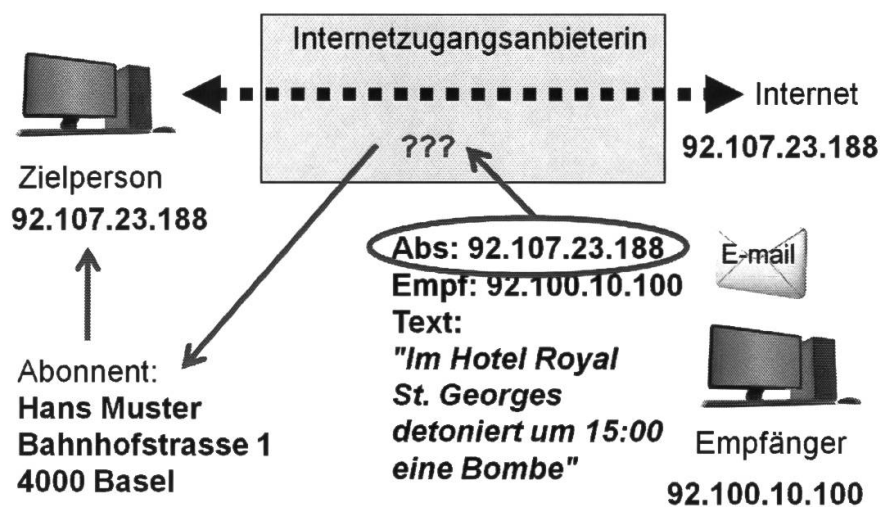 Internetzugangsanbieterin
Internet
92.107.23.188
???
Zielperson
92.107.23.188
Abs: 92.107.23.188
Empf: 92.100.10.100
Text:
"Im Hotel Royal
St. Georges
detoniert um 15:00
eine Bombe"
E-mail
Abonnent:
Hans Muster
Bahnhofstrasse 1
4000 Basel
Empfänger
92.100.10.100